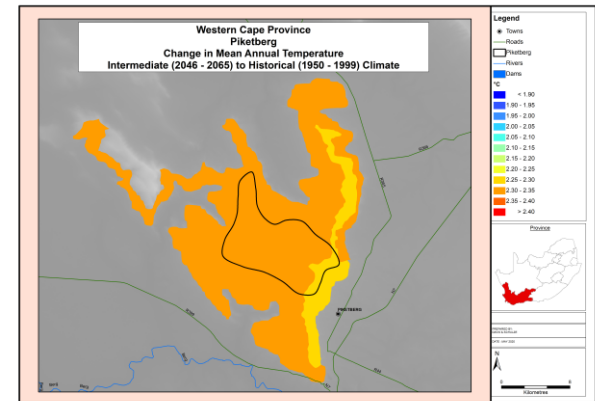 Western Cape Province
Piketberg
Change in Mean Annual Temperature
Intermediate (2046 - 2065) to Historical (1950 - 1999) Climate
PIKETBERG
Legend
Towns
Roads
Piketberg
Rivers
Dams
°C
< 1.90
1.90 - 1.95
1.95 - 2.00
2.00 - 2.05
2.05 - 2.10
2.10 - 2.15
2.15 - 2.20
2.20 - 2.25
2.25 - 2.30
2.30 - 2.35
2.35 - 2.40
> 2.40
Province
N
Kilometres